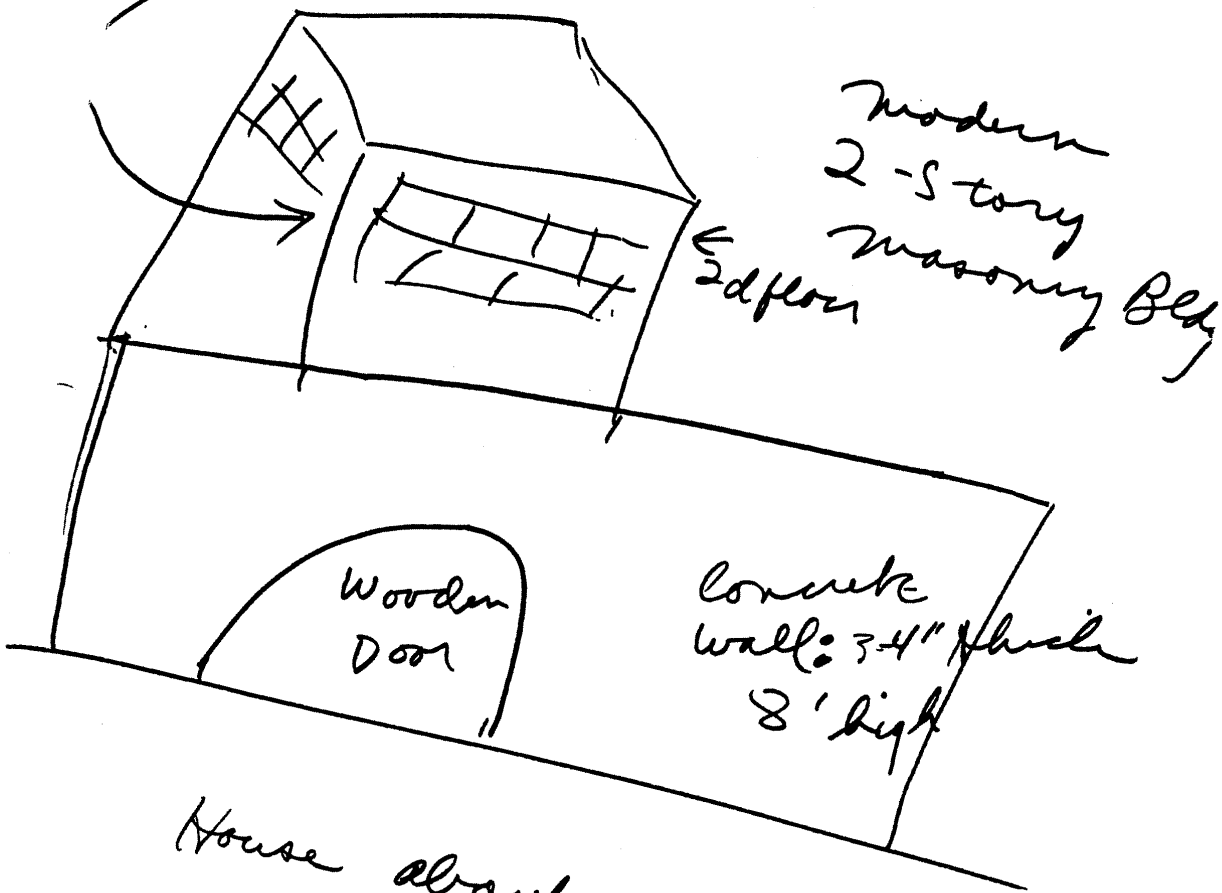 Modern
2-Story
Masonry Bldg
2d floor
Wooden
Door
Concrete
wall: 3-4" thick
8' high
House about